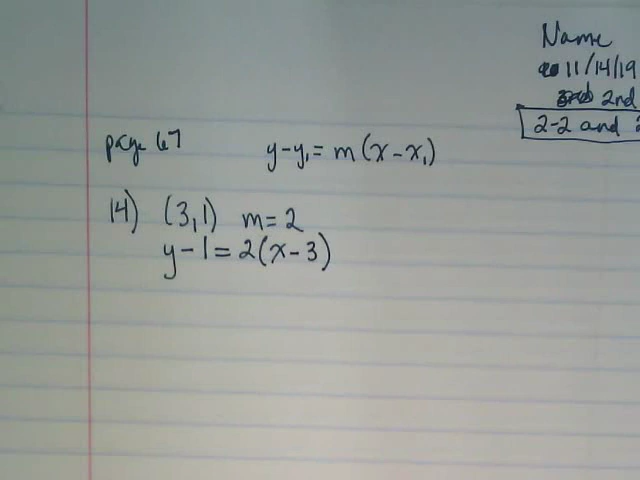 Name
11/14/19
2nd
2-2 and 2
page 67
y-y₁ = m(x-x₁)
14) (3,1) m=2
y-1=2(x-3)